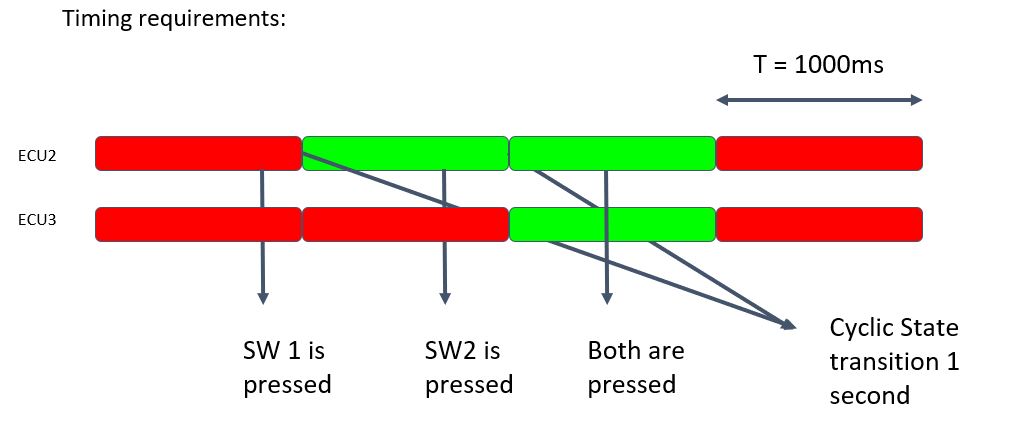 Timing requirements:
T = 1000ms
ECU2
ECU3
SW 1 is
pressed
SW2 is
pressed
Both are
pressed
Cyclic State
transition 1
second